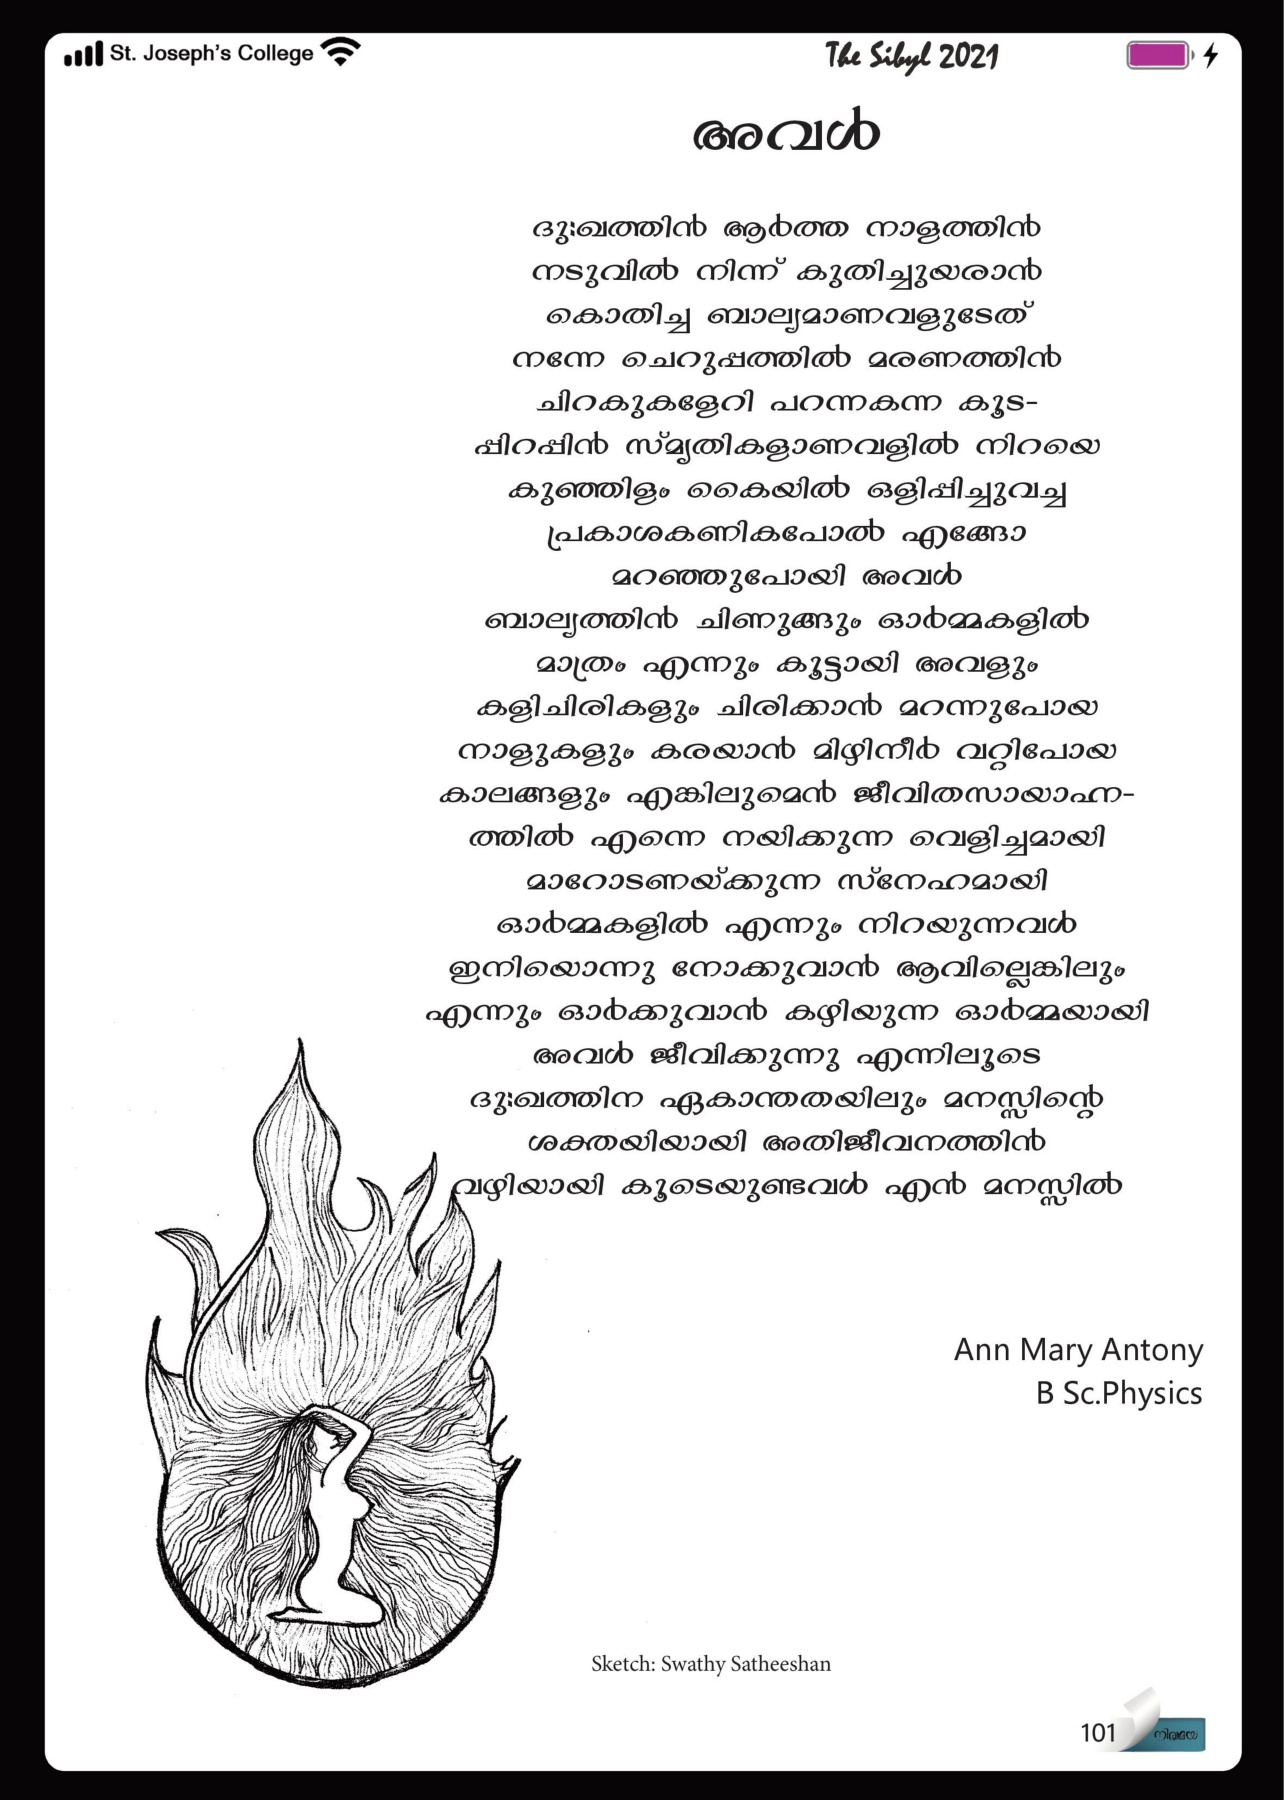 St. Joseph's College
The Sibyl 2021
അവൾ
ദുഃഖത്തിൻ ആർത്ത നാളത്തിൻ
നടുവിൽ നിന്ന് കുതിച്ചുയരാൻ
കൊതിച്ച ബാല്യമാണവളുടേത്
നന്നേ ചെറുപ്പത്തിൽ മരണത്തിൻ
ചിറകുകളേറി പറന്നകന്ന കൂട-
പ്പിറപ്പിൻ സ്മൃതികളാണവളിൽ നിറയെ
കുഞ്ഞിളം കൈയിൽ ഒളിപ്പിച്ചുവച്ച
പ്രകാശകണികപോൽ എങ്ങോ
മറഞ്ഞുപോയി അവൾ
ബാല്യത്തിൻ ചിണുങ്ങും ഓർമ്മകളിൽ
മാത്രം എന്നും കൂട്ടായി അവളും
കളിചിരികളും ചിരിക്കാൻ മറന്നുപോയ
നാളുകളും കരയാൻ മിഴിനീർ വറ്റിപോയ
കാലങ്ങളും എങ്കിലുമെൻ ജീവിതസായാഹ്ന-
ത്തിൽ എന്നെ നയിക്കുന്ന വെളിച്ചമായി
മാറോടണയ്ക്കുന്ന സ്നേഹമായി
ഓർമ്മകളിൽ എന്നും നിറയുന്നവൾ
ഇനിയൊന്നു നോക്കുവാൻ ആവില്ലെങ്കിലും
എന്നും ഓർക്കുവാൻ കഴിയുന്ന ഓർമ്മയായി
അവൾ ജീവിക്കുന്നു എന്നിലൂടെ
ദുഃഖത്തിന ഏകാന്തതയിലും മനസ്സിന്റെ
ശക്തയിയായി അതിജീവനത്തിൻ
വഴിയായി കൂടെയുണ്ടവൾ എൻ മനസ്സിൽ
Ann Mary Antony
B Sc.Physics
Sketch: Swathy Satheeshan
101